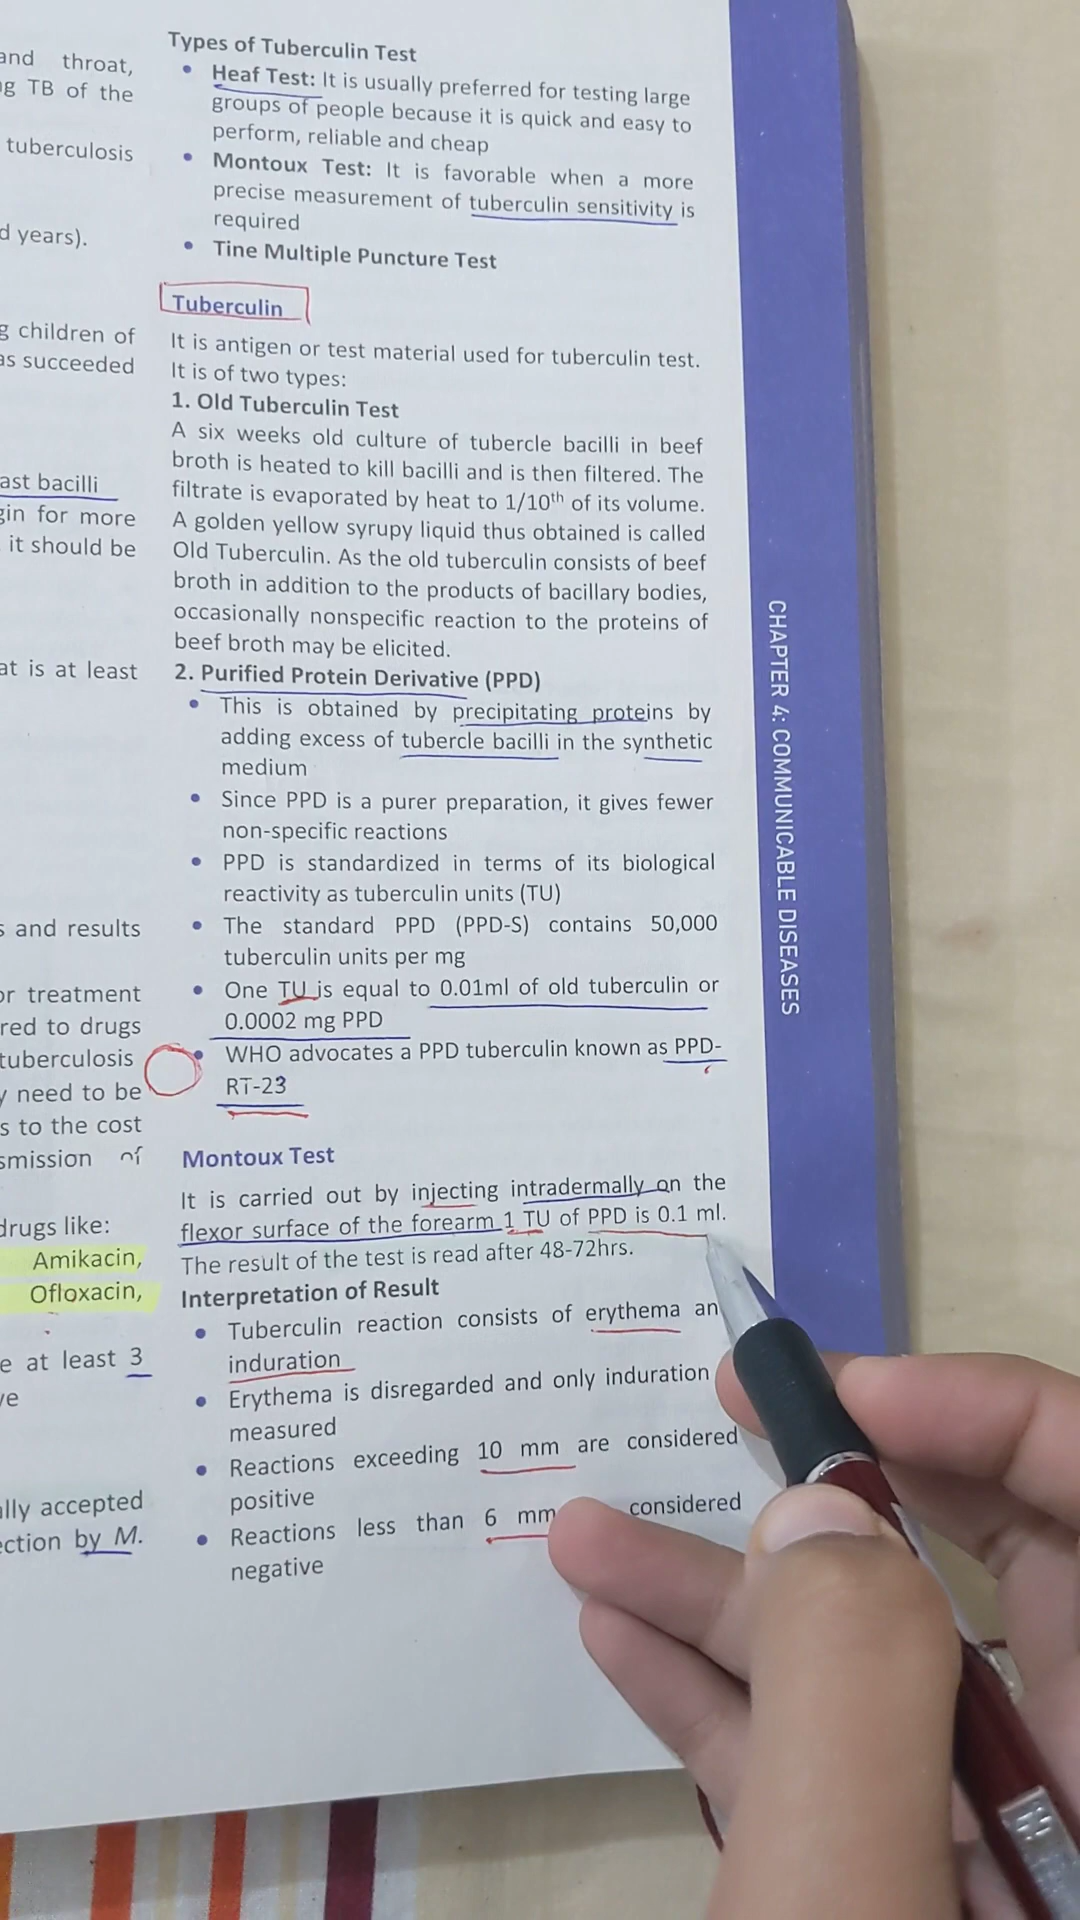 and throat,
ng TB of the
tuberculosis
d years).
g children of
as succeeded
ast bacilli
gin for more
it should be
at is at least
s and results
or treatment
red to drugs
tuberculosis
y need to be
s to the cost
smission of
drugs like:
Amikacin,
Ofloxacin,
e at least 3
ve
ally accepted
ection by M.
Types of Tuberculin Test
• Heaf Test: It is usually preferred for testing large
groups of people because it is quick and easy to
perform, reliable and cheap
• Montoux Test: It is favorable when a more
precise measurement of tuberculin sensitivity is
required
• Tine Multiple Puncture Test
Tuberculin
It is antigen or test material used for tuberculin test.
It is of two types:
1. Old Tuberculin Test
A six weeks old culture of tubercle bacilli in beef
broth is heated to kill bacilli and is then filtered. The
filtrate is evaporated by heat to 1/10th of its volume.
A golden yellow syrupy liquid thus obtained is called
Old Tuberculin. As the old tuberculin consists of beef
broth in addition to the products of bacillary bodies,
occasionally nonspecific reaction to the proteins of
beef broth may be elicited.
2. Purified Protein Derivative (PPD)
• This is obtained by precipitating proteins by
adding excess of tubercle bacilli in the synthetic
medium
• Since PPD is a purer preparation, it gives fewer
non-specific reactions
• PPD is standardized in terms of its biological
reactivity as tuberculin units (TU)
• The standard PPD (PPD-S) contains 50,000
tuberculin units per mg
• One TU is equal to 0.01ml of old tuberculin or
0.0002 mg PPD
• WHO advocates a PPD tuberculin known as PPD-
RT-23
Montoux Test
It is carried out by injecting intradermally on the
flexor surface of the forearm 1 TU of PPD is 0.1 ml.
The result of the test is read after 48-72hrs.
Interpretation of Result
• Tuberculin reaction consists of erythema an
induration
• Erythema is disregarded and only induration
measured
• Reactions exceeding 10 mm are considered
positive
• Reactions less than 6 mm considered
negative
CHAPTER 4: COMMUNICABLE DISEASES